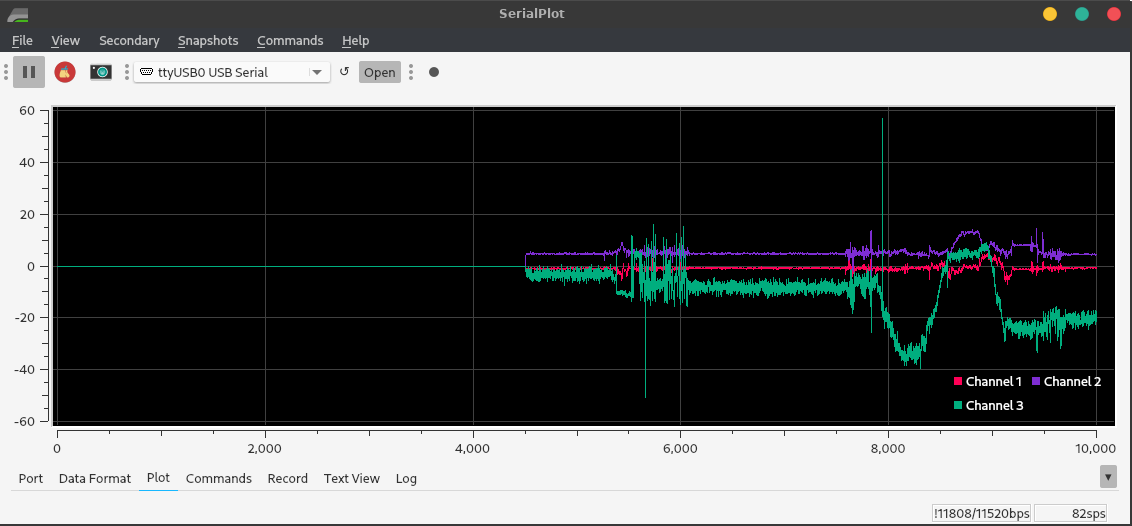 SerialPlot
File View Secondary Snapshots Commands Help
ttyUSB0 USB Serial Open
60
40
20
0
-20
-40
-60
Channel 1 Channel 2
Channel 3
0 2,000 4,000 6,000 8,000 10,000
Port Data Format Plot Commands Record Text View Log
!11808/11520bps 82sps